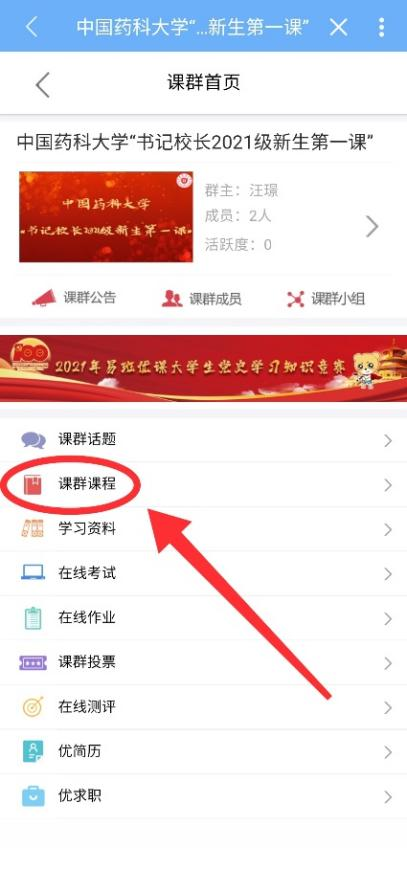 中国药科大学“...新生第一课”
课群首页
中国药科大学“书记校长2021级新生第一课”
中国药科大学
“书记校长2021级新生第一课”
群主：汪璟
成员：2人
活跃度：0
课群公告
课群成员
课群小组
100
2021年易班优课大学生党史学习知识竞赛
课群话题
课群课程
学习资料
在线考试
在线作业
课群投票
在线测评
优简历
优求职